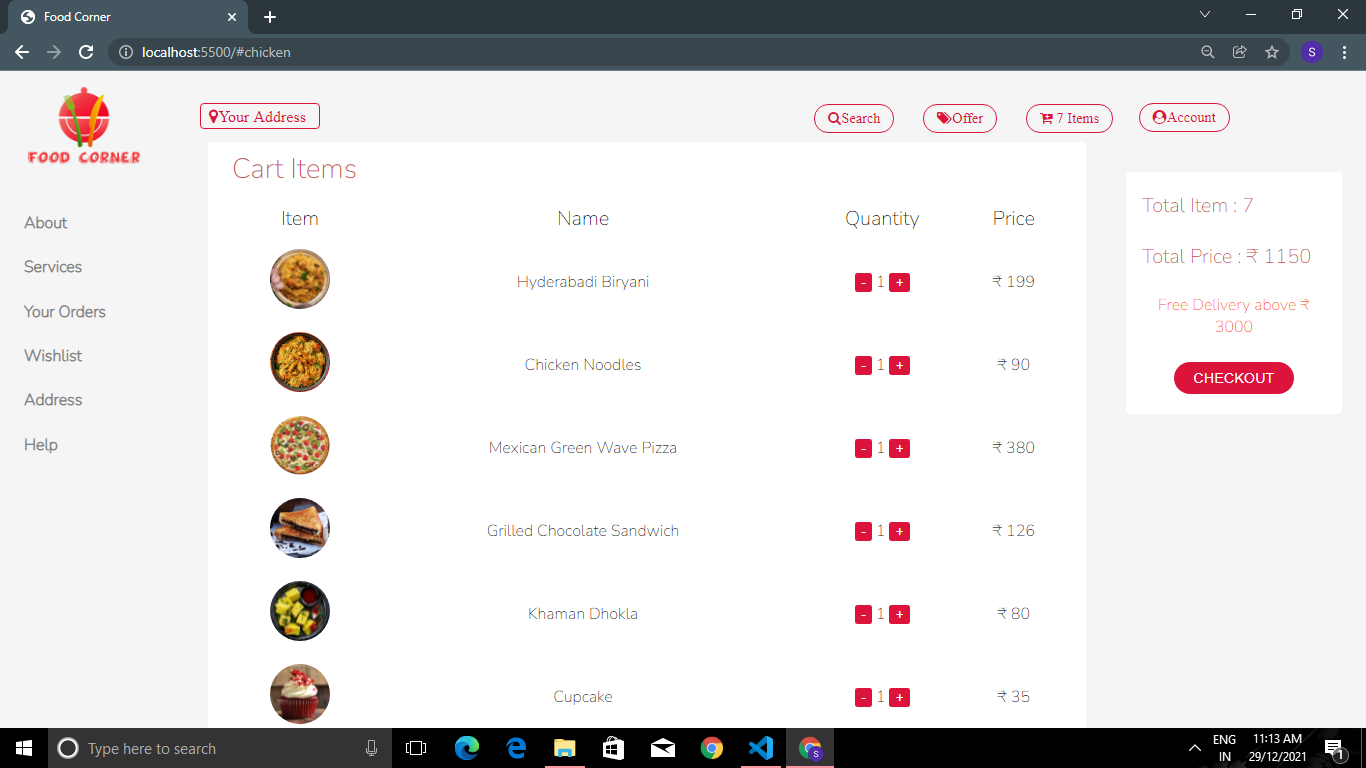 Food Corner
localhost:5500/#chicken
S
FOOD CORNER
Your Address
Search
Offer
7 Items
Account
About
Services
Your Orders
Wishlist
Address
Help
Cart Items
Item Name Quantity Price
Hyderabadi Biryani - 1 + ₹ 199
Chicken Noodles - 1 + ₹ 90
Mexican Green Wave Pizza - 1 + ₹ 380
Grilled Chocolate Sandwich - 1 + ₹ 126
Khaman Dhokla - 1 + ₹ 80
Cupcake - 1 + ₹ 35
Total Item : 7
Total Price : ₹ 1150
Free Delivery above ₹
3000
CHECKOUT
Type here to search
S
ENG
IN
11:13 AM
29/12/2021
1